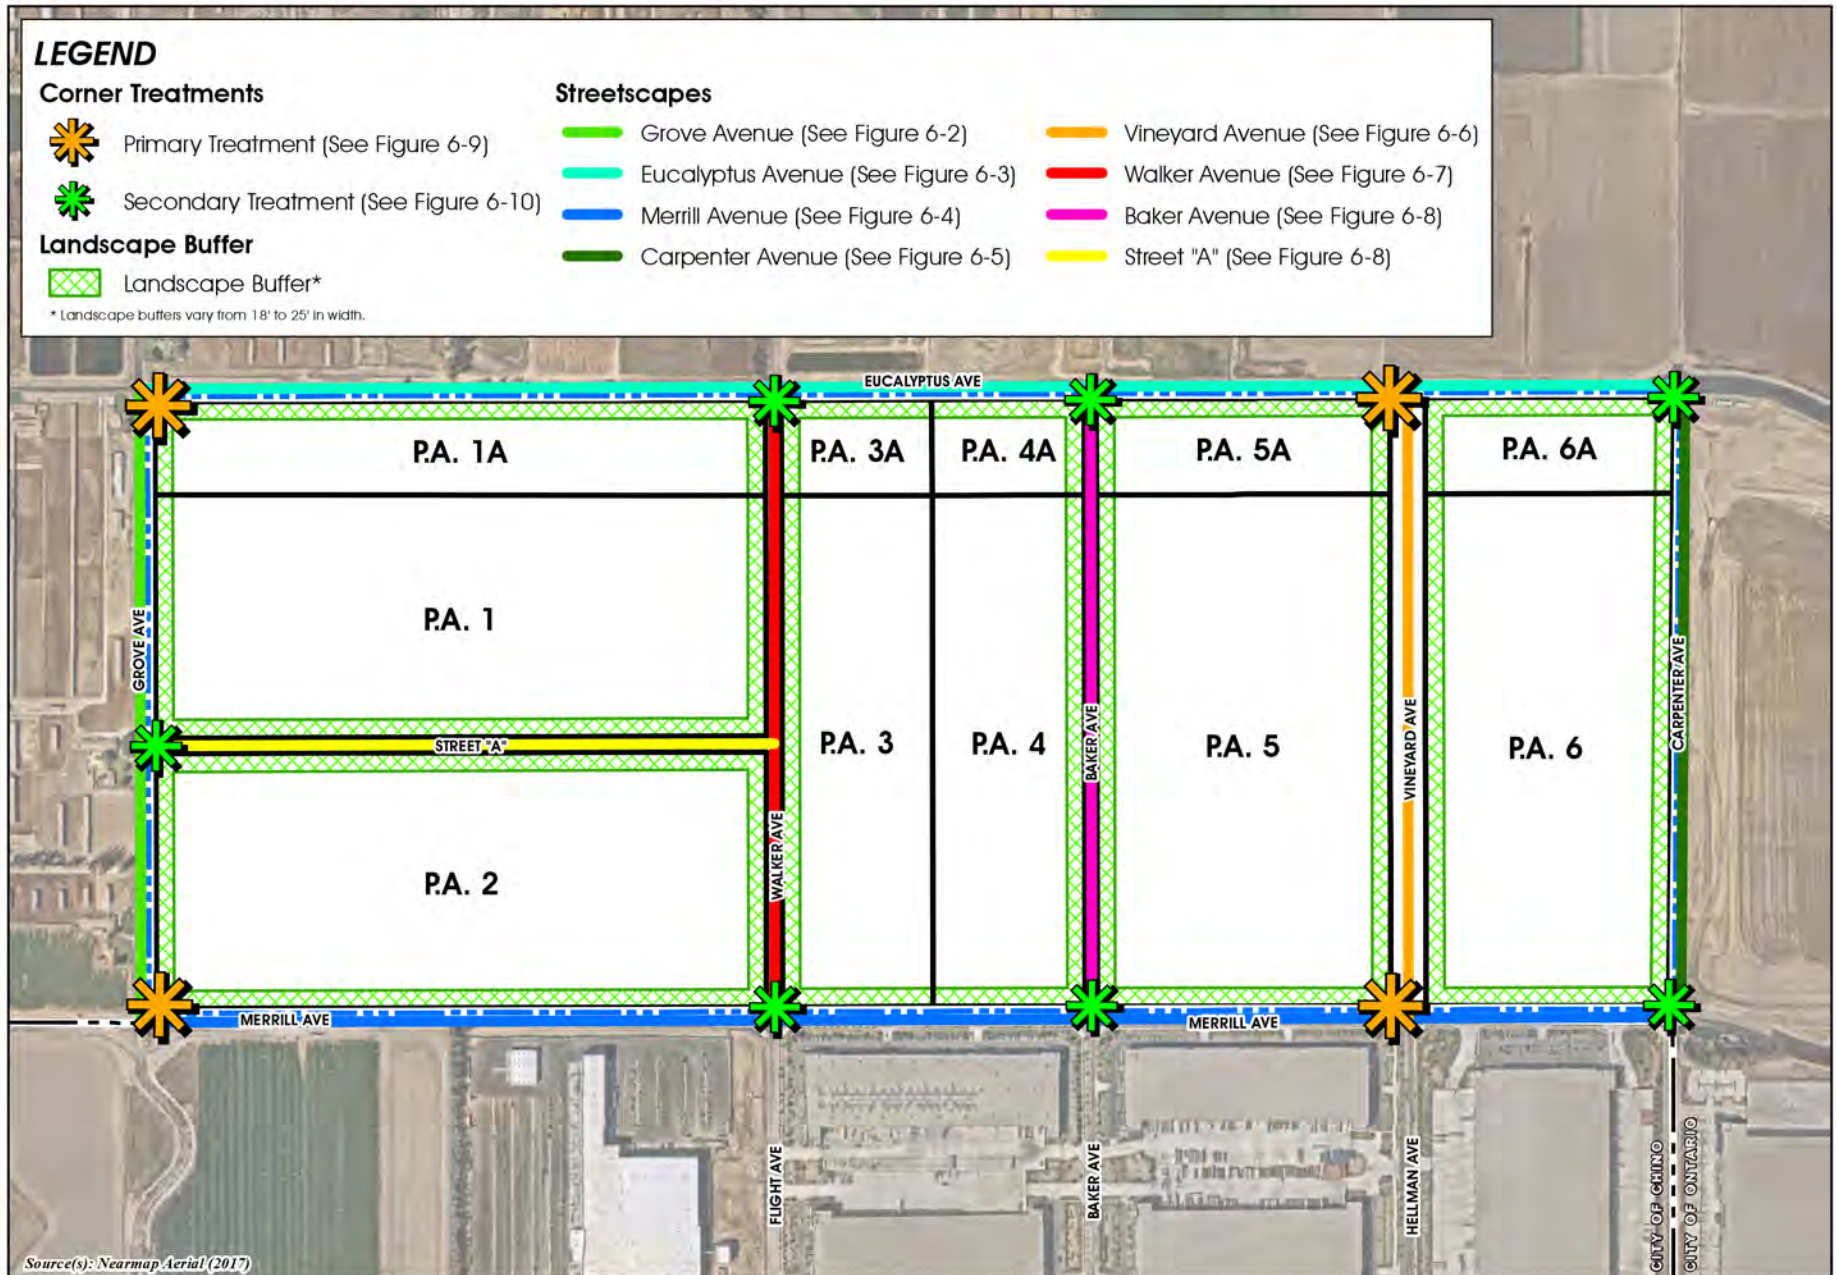 LEGEND
Corner Treatments
Primary Treatment (See Figure 6-9)
Secondary Treatment (See Figure 6-10)
Landscape Buffer
Landscape Buffer*
* Landscape buffers vary from 18' to 25' in width.
Streetscapes
Grove Avenue (See Figure 6-2)
Eucalyptus Avenue (See Figure 6-3)
Merrill Avenue (See Figure 6-4)
Carpenter Avenue (See Figure 6-5)
Vineyard Avenue (See Figure 6-6)
Walker Avenue (See Figure 6-7)
Baker Avenue (See Figure 6-8)
Street "A" (See Figure 6-8)
EUCALYPTUS AVE
P.A. 1A
P.A. 3A
P.A. 4A
P.A. 5A
P.A. 6A
P.A. 1
GROVE AVE
STREET "A"
P.A. 3
P.A. 4
BAKER AVE
P.A. 5
VINEYARD AVE
P.A. 6
CARPENTER AVE
P.A. 2
WALKER AVE
MERRILL AVE
MERRILL AVE
FLIGHT AVE
BAKER AVE
HELLMAN AVE
CITY OF CHINO
CITY OF ONTARIO
Source(s): Nearmap Aerial (2017)